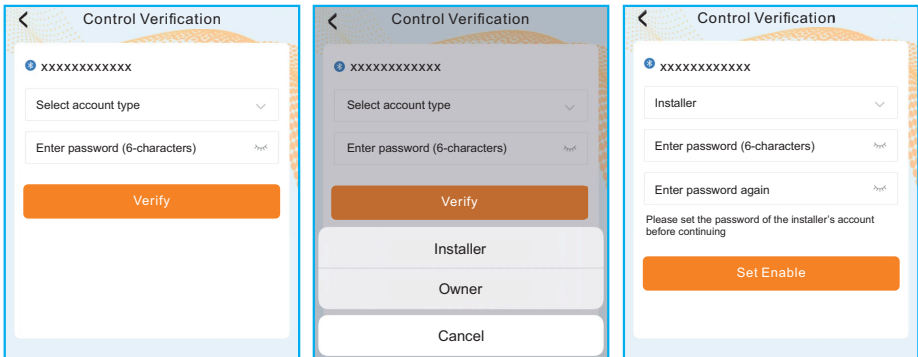 Control Verification
xxxxxxxxxxxx
Select account type
Enter password (6-characters)
Verify
Control Verification
xxxxxxxxxxxx
Select account type
Enter password (6-characters)
Verify
Installer
Owner
Cancel
Control Verification
xxxxxxxxxxxx
Installer
Enter password (6-characters)
Enter password again
Please set the password of the installer's account
before continuing
Set Enable